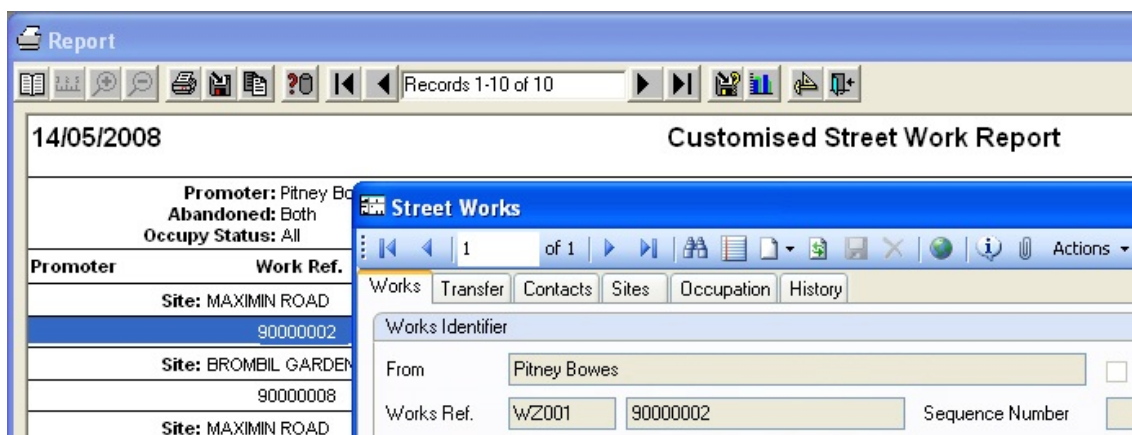 Report
Records 1-10 of 10
14/05/2008 Customised Street Work Report
Promoter: Pitney
Abandoned: Both
Occupy Status: All
Promoter Work Ref.
Site: MAXIMIN ROAD
90000002
Site: BROMBIL GARDEN
90000008
Site: MAXIMIN ROAD
Street Works
1 of 1 Actions
Works Transfer Contacts Sites Occupation History
Works Identifier
From Pitney Bowes
Works Ref. WZ001 90000002 Sequence Number